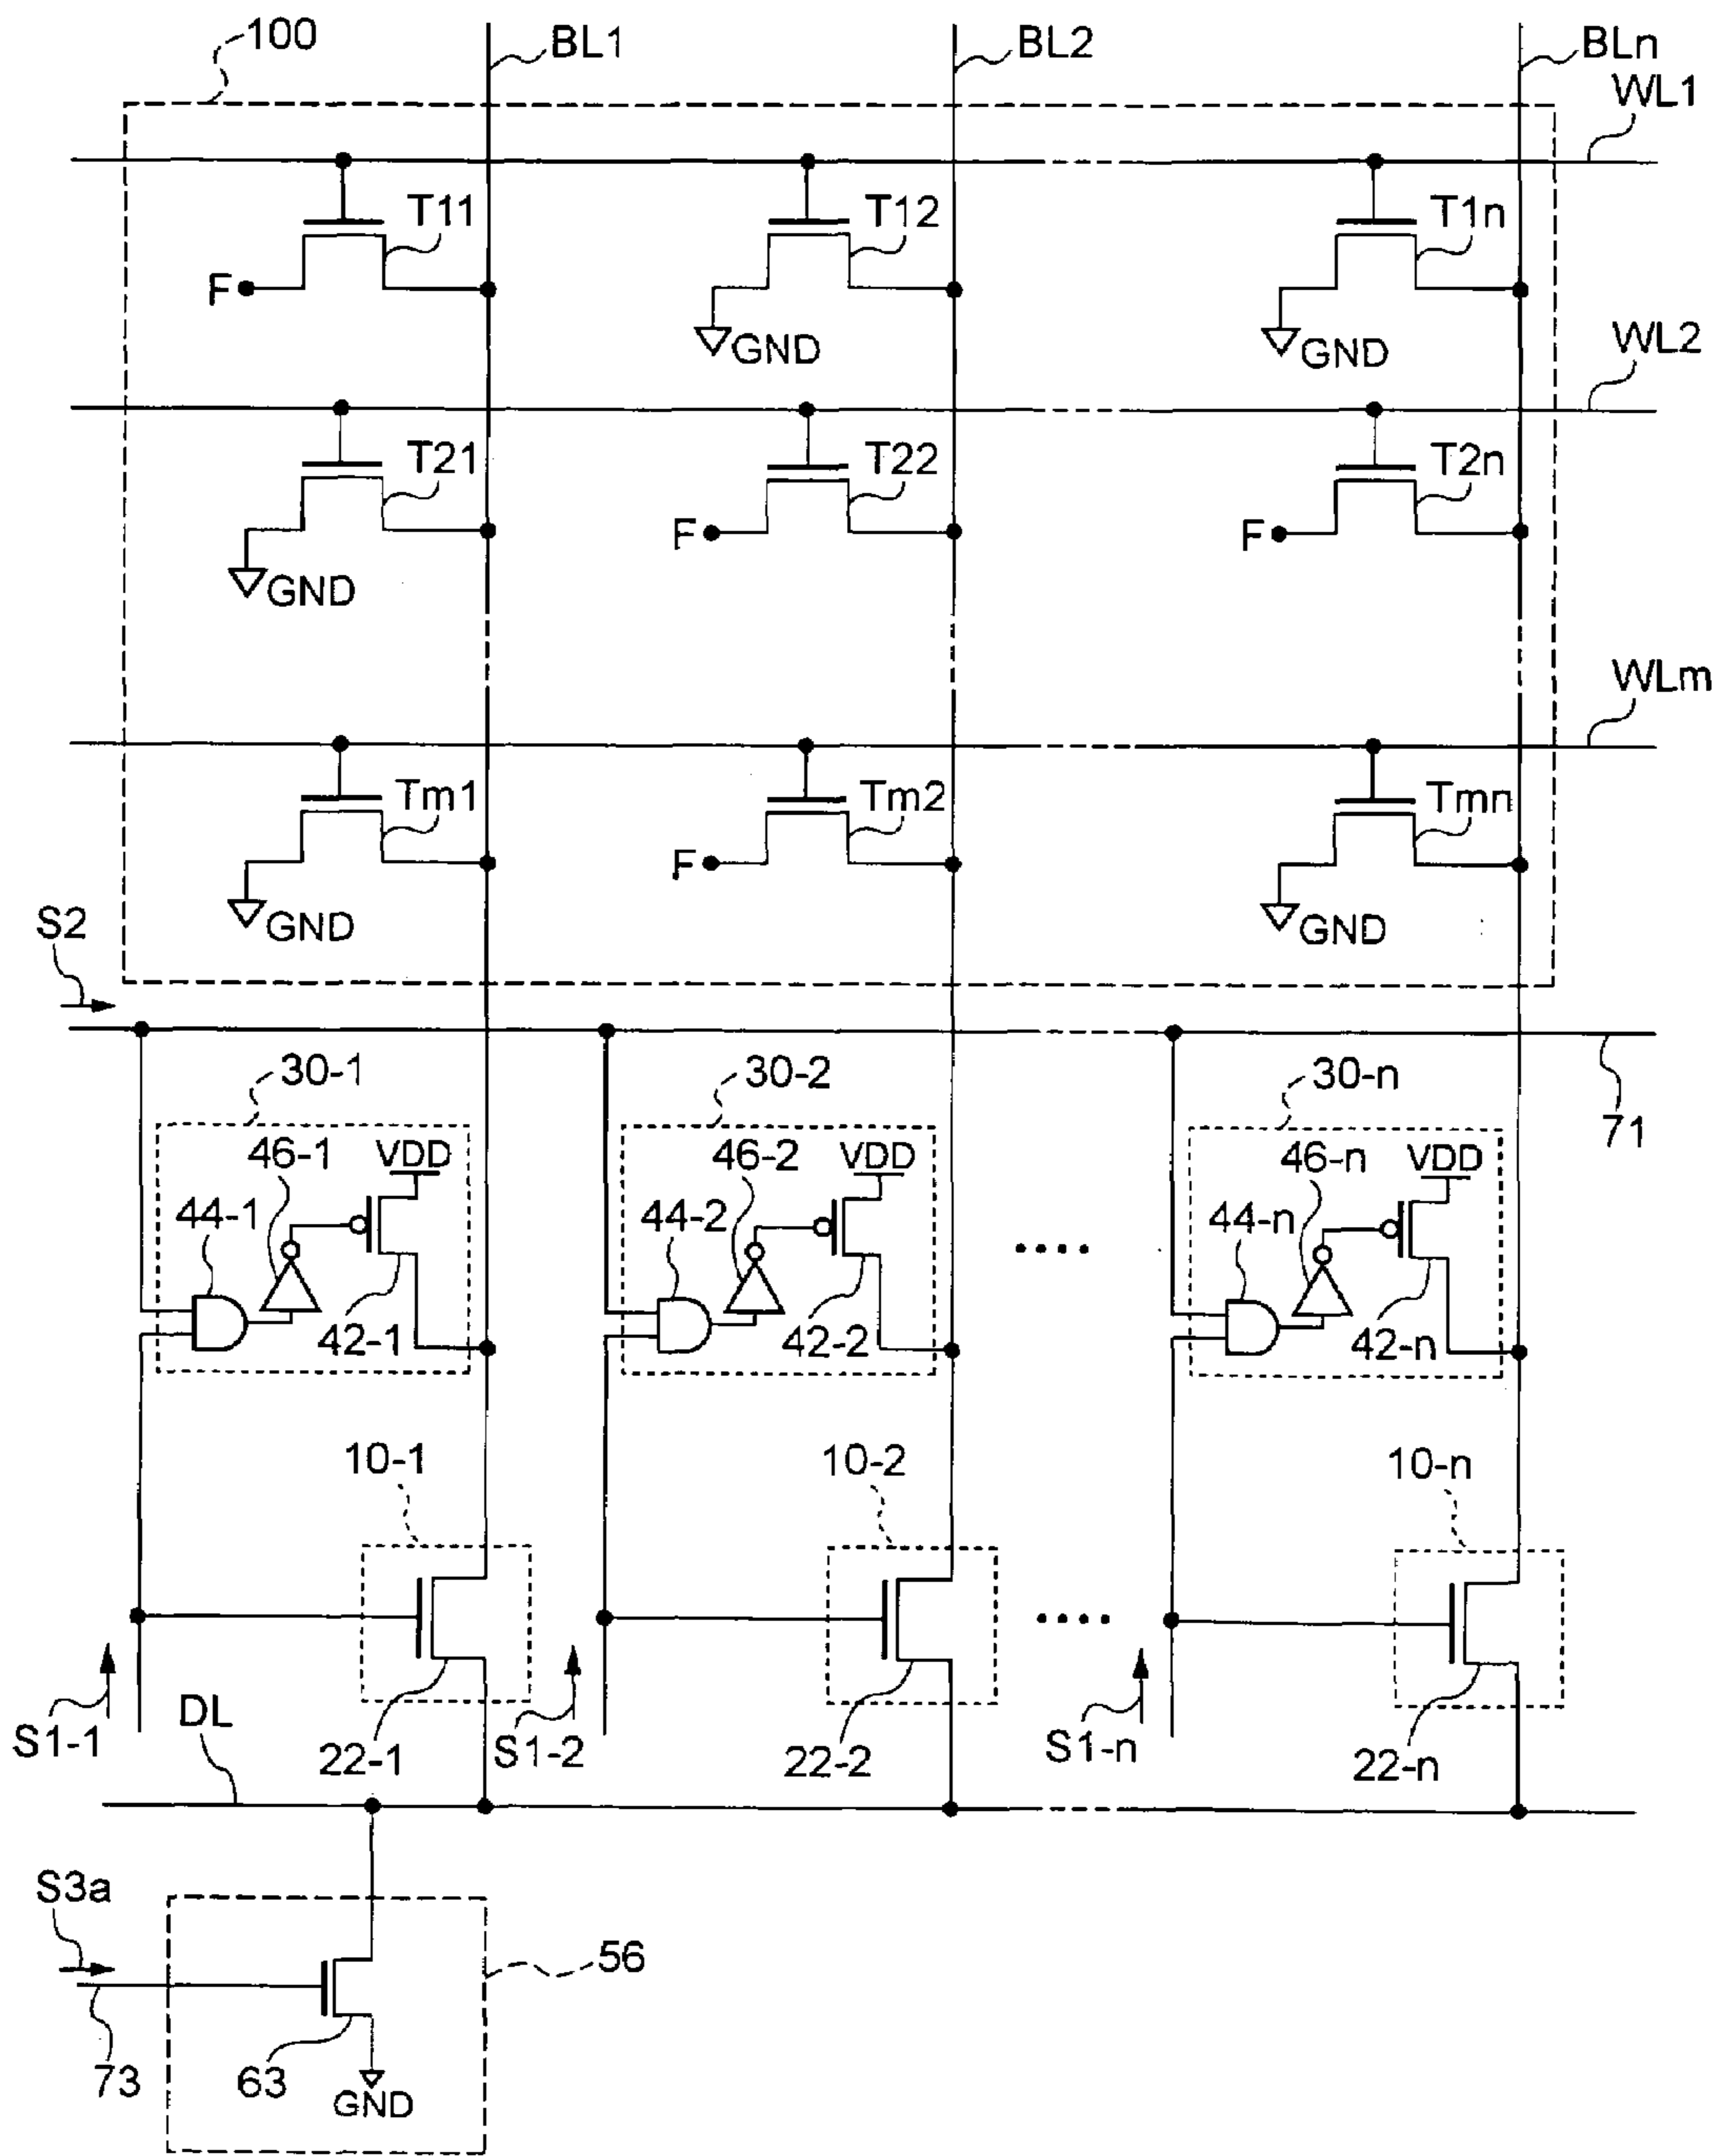 100 BL1 BL2 BLn
WL1
T11 T12 T1n
F GND GND
WL2
T21 T22 T2n
GND F F
WLm
Tm1 Tm2 Tmn
GND F GND
S2
71
30-1 30-2 30-n
46-1 VDD 46-2 VDD 46-n VDD
44-1 44-2 44-n
42-1 42-2 42-n
10-1 10-2 10-n
S1-1 S1-2 S1-n
22-1 22-2 22-n
DL
S3a
56
73 63
GND